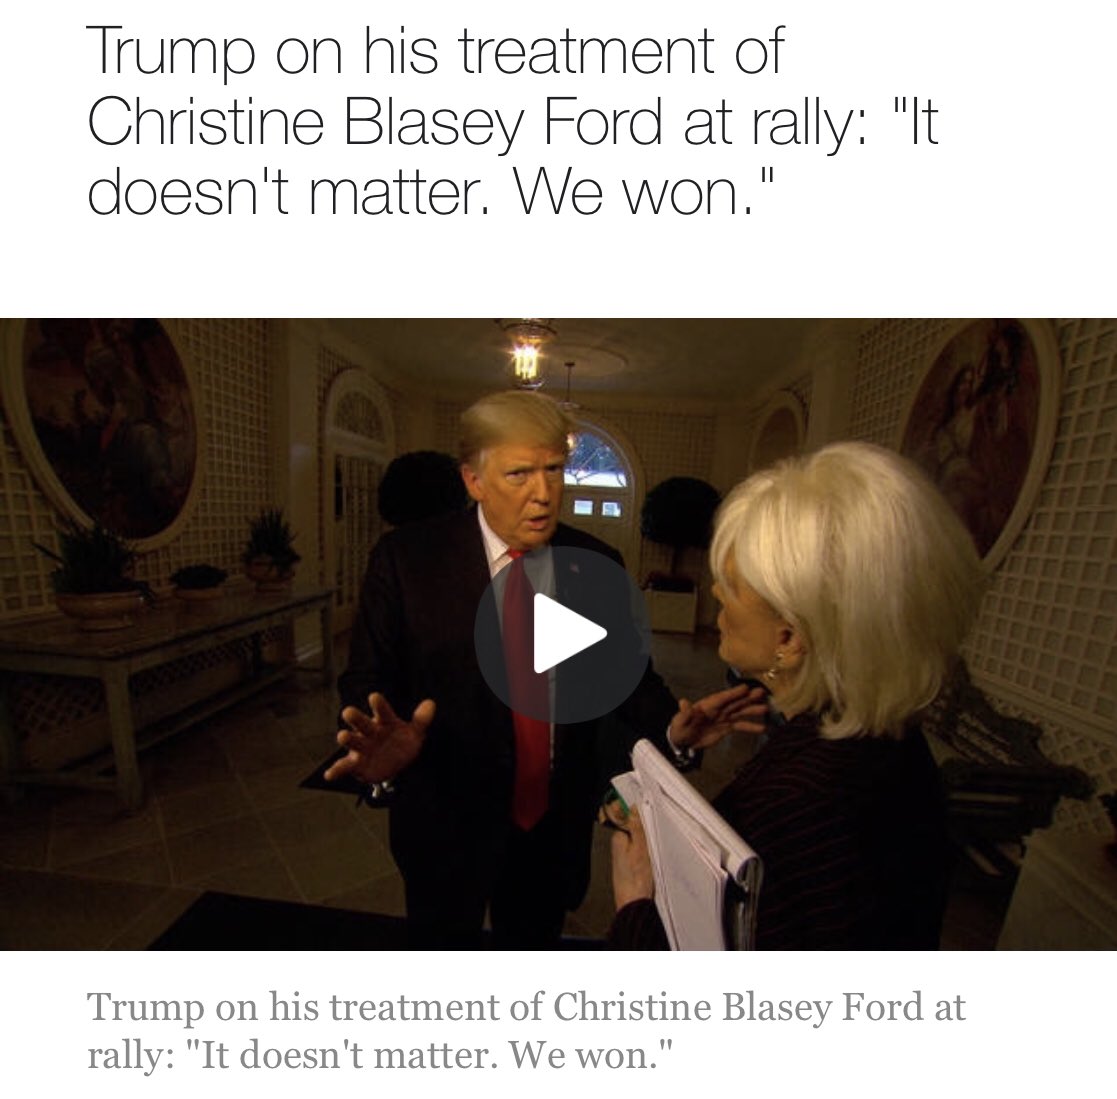 Trump on his treatment of
Christine Blasey Ford at rally: "It
doesn't matter. We won."
Trump on his treatment of Christine Blasey Ford at
rally: "It doesn't matter. We won."